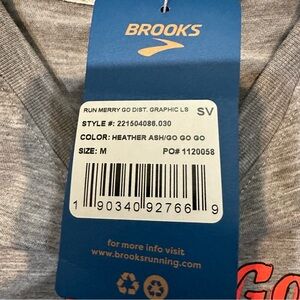 BROOKS
RUN MERRY GO DIST. GRAPHIC LS SV
STYLE #: 221504086.030
COLOR: HEATHER ASH/GO GO GO
SIZE: M PO# 1120058
1 90340 92766 9
for more info visit
www.brooksrunning.com
Go